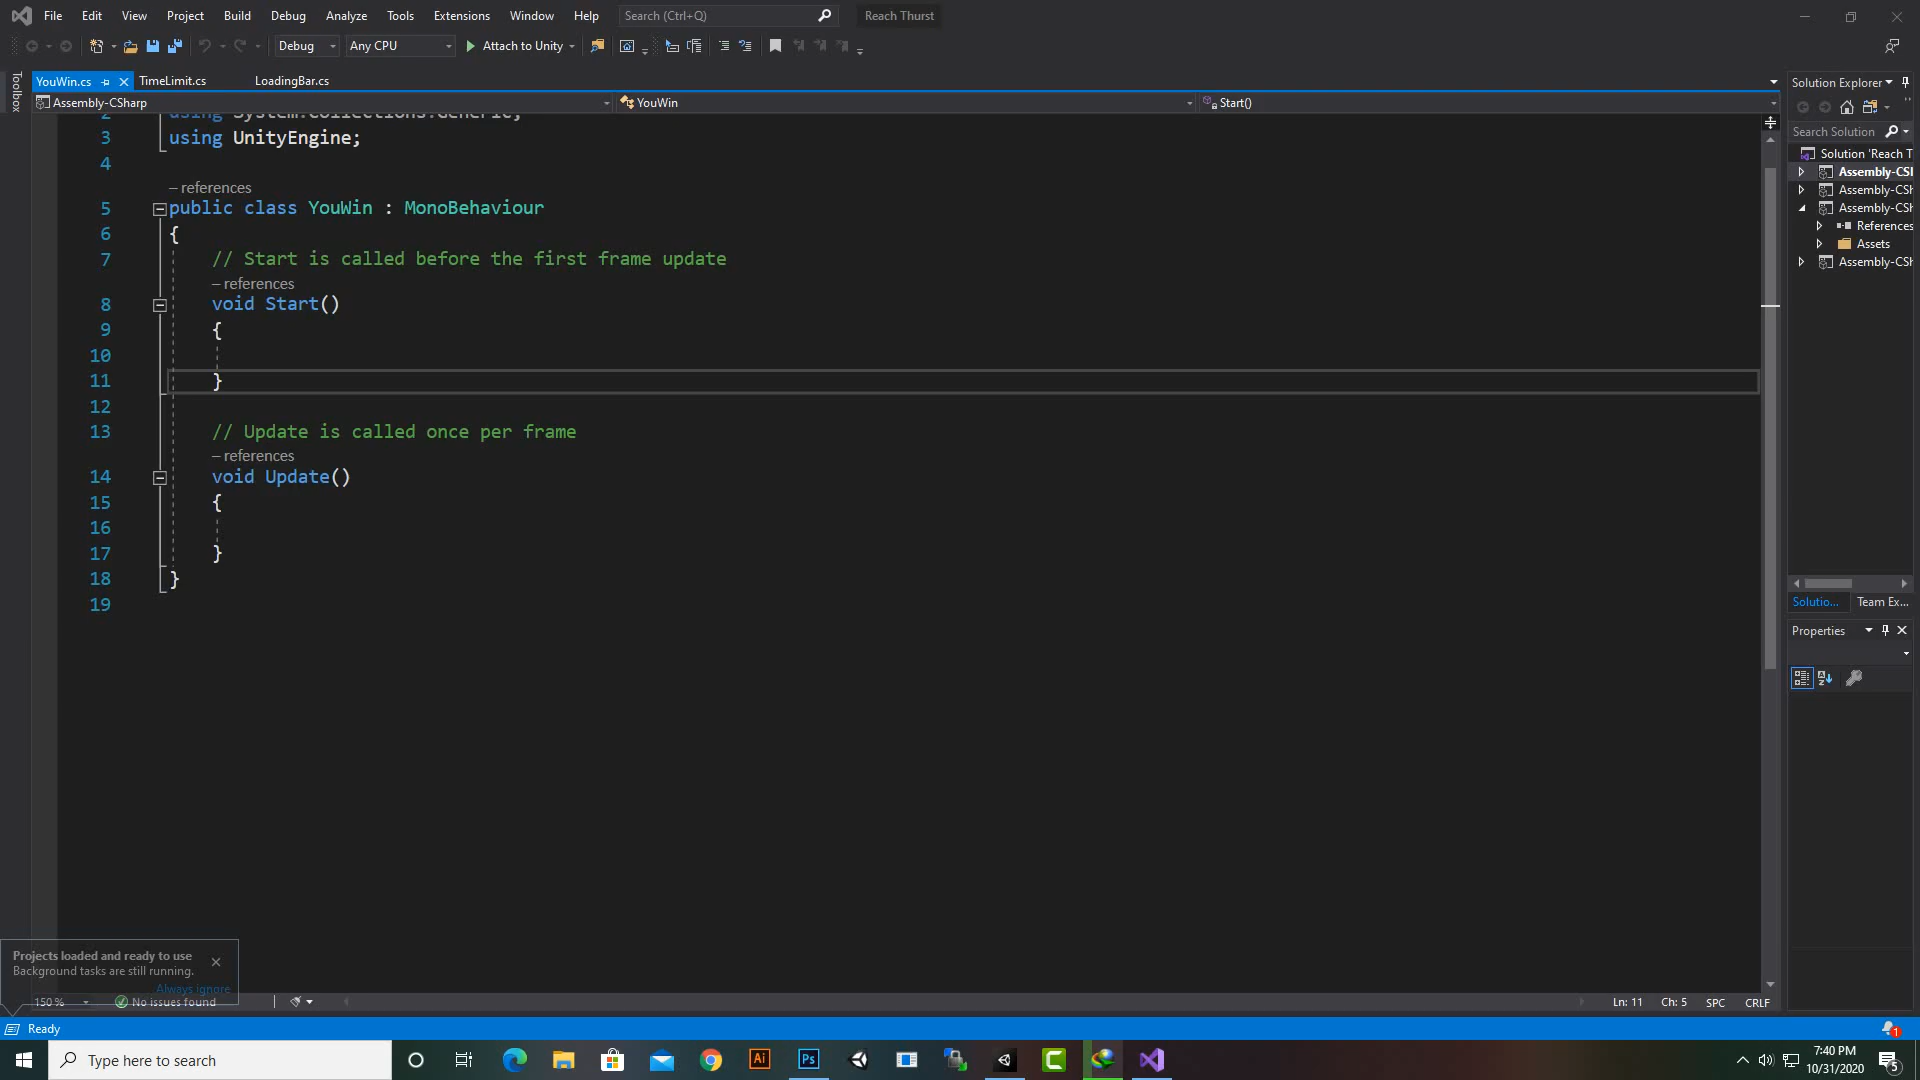 File Edit View Project Build Debug Analyze Tools Extensions Window Help Search (Ctrl+Q) Reach Thurst
Debug Any CPU Attach to Unity
Toolbox
YouWin.cs TimeLimit.cs LoadingBar.cs
Assembly-CSharp YouWin Start()
2 using System.Collections.Generic;
3 using UnityEngine;
4
– references
5 public class YouWin : MonoBehaviour
6 {
7 // Start is called before the first frame update
– references
8 void Start()
9 {
10
11 }
12
13 // Update is called once per frame
– references
14 void Update()
15 {
16
17 }
18 }
19
Solution Explorer
Search Solution
Solution 'Reach T
Assembly-CSh
Assembly-CSh
Assembly-CSh
References
Assets
Assembly-CSh
Solutio... Team Ex...
Properties
Projects loaded and ready to use
Background tasks are still running.
Always ignore
150 % No issues found Ln: 11 Ch: 5 SPC CRLF
Ready 1
Type here to search
Ai Ps
7:40 PM
10/31/2020
5